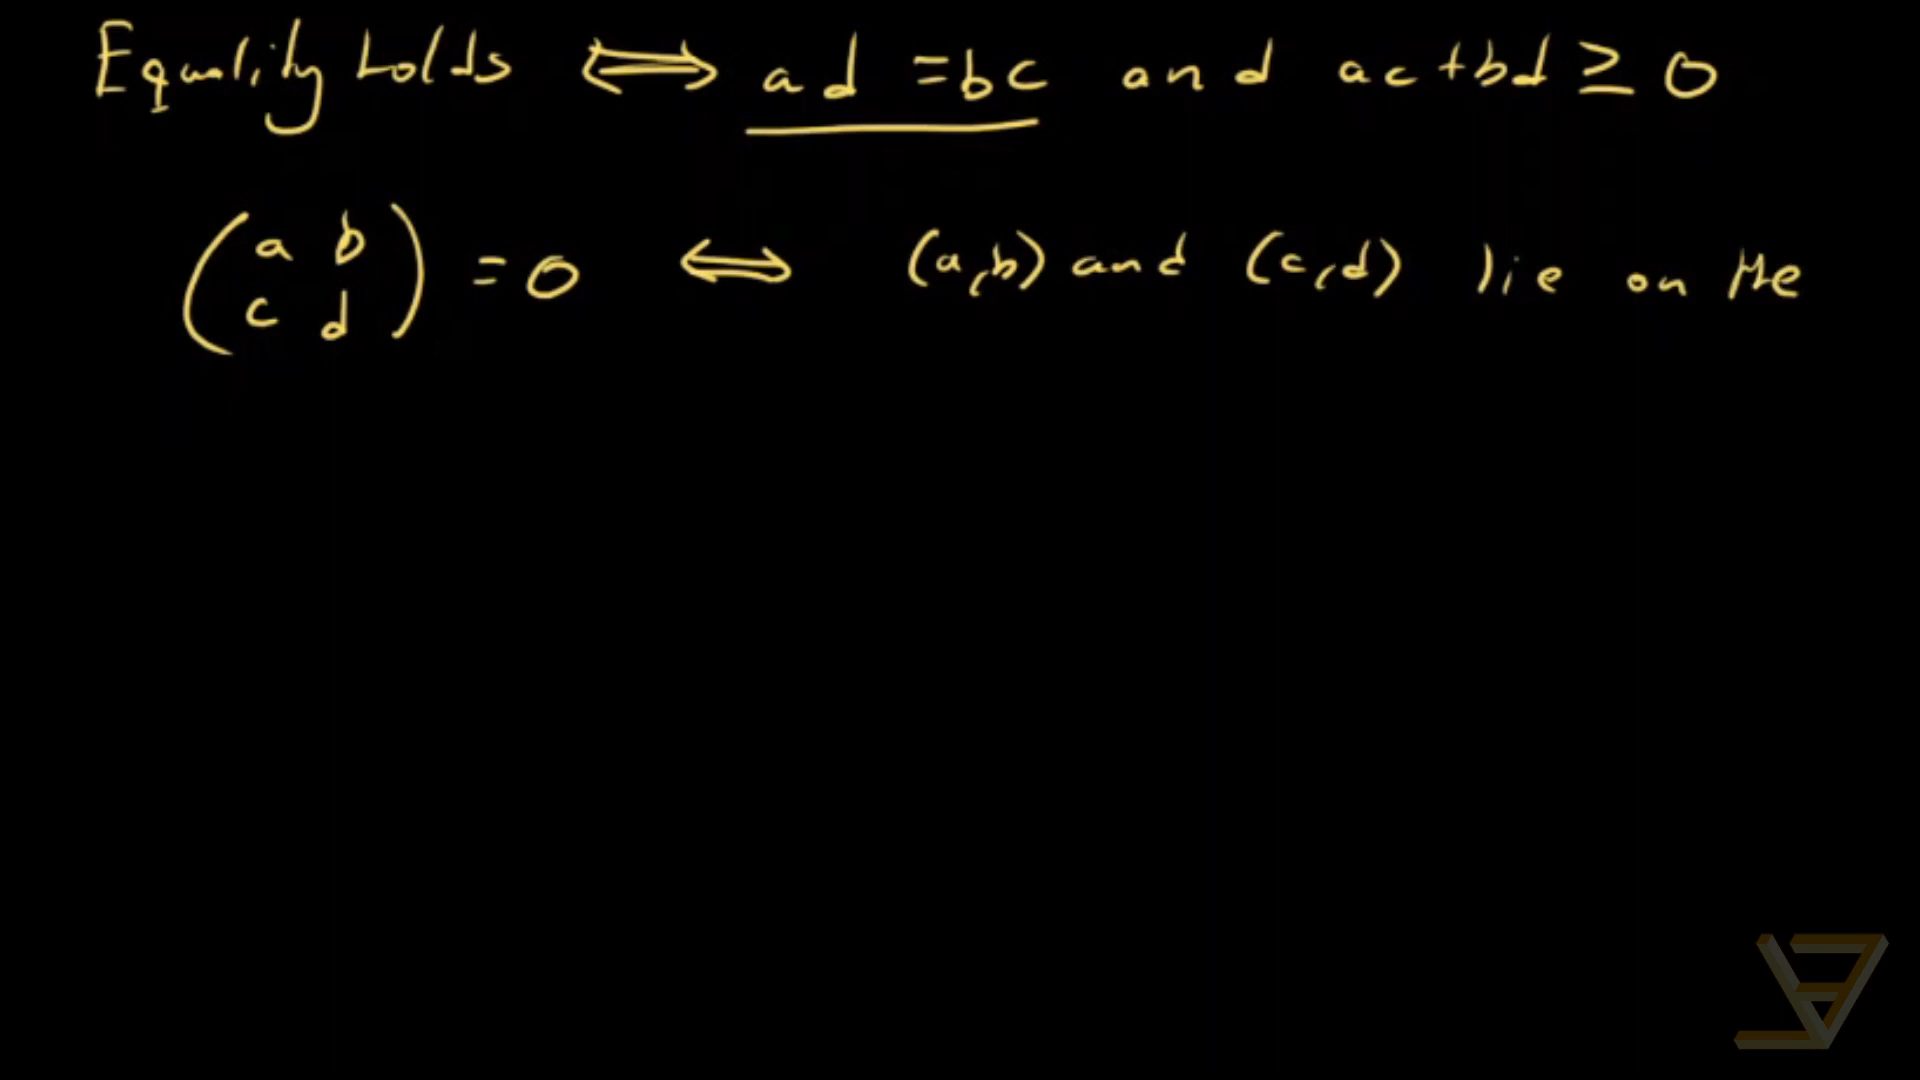 Equality holds ⟺ ad = bc and ac + bd ≥ 0
( a b
c d ) = 0 ⟺ (a,b) and (c,d) lie on the